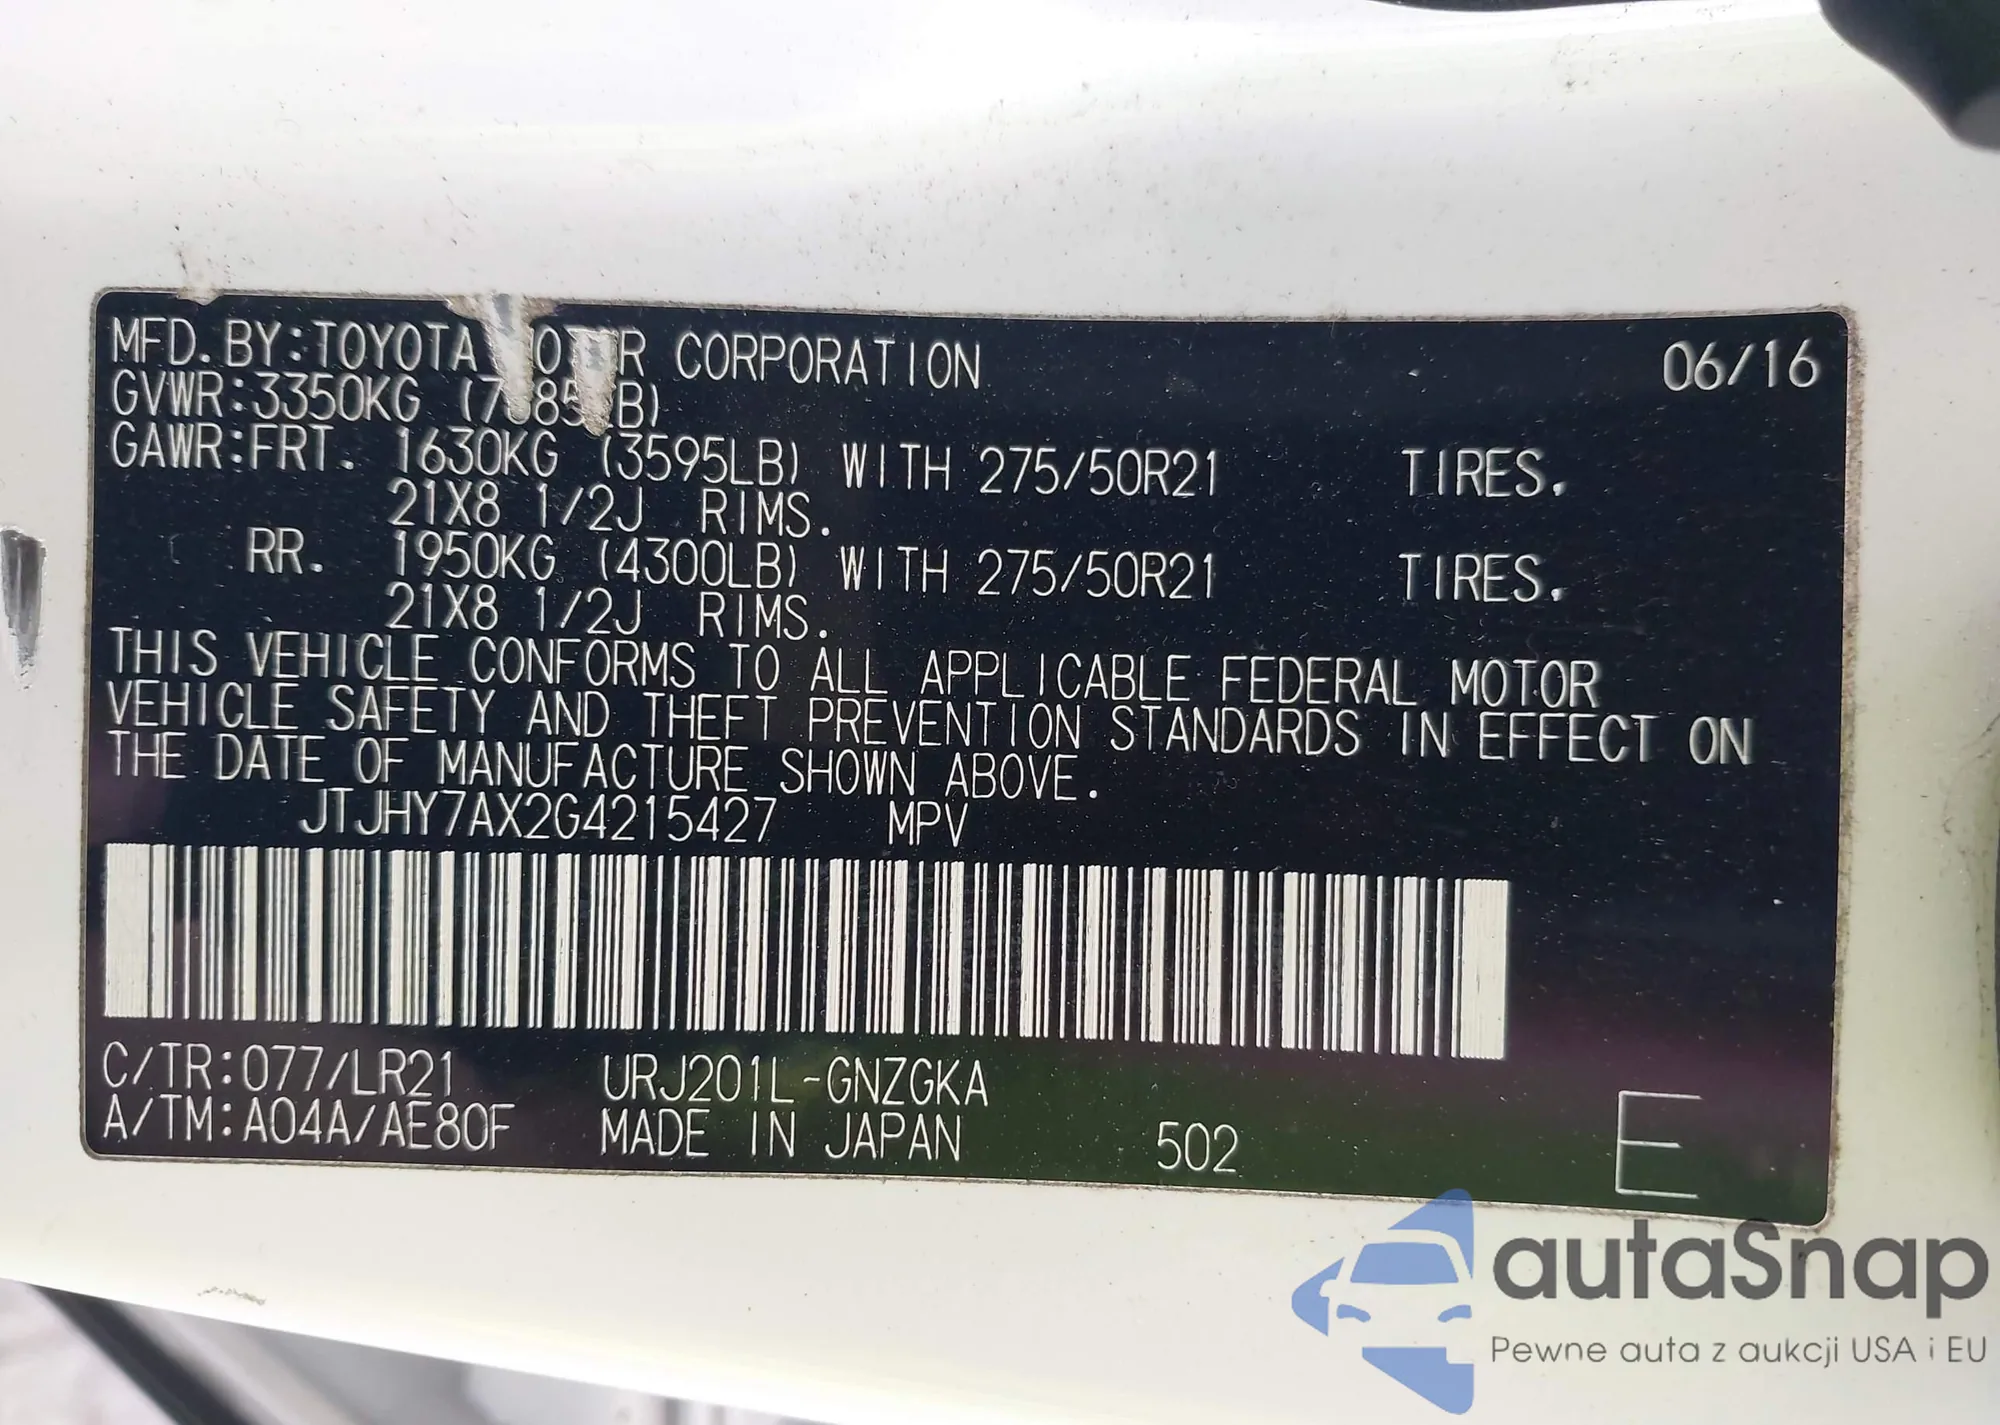 MFD. BY: TOYOTA MOTOR CORPORATION 06/16
GVWR: 3350KG
GAWR: FRT. 1630KG (3595LB) WITH 275/50R21 TIRES.
21X8 1/2J RIMS.
RR. 1950KG (4300LB) WITH 275/50R21 TIRES.
21X8 1/2J RIMS.
THIS VEHICLE CONFORMS TO ALL APPLICABLE FEDERAL MOTOR
VEHICLE SAFETY AND THEFT PREVENTION STANDARDS IN EFFECT ON
THE DATE OF MANUFACTURE SHOWN ABOVE.
JTJHY7AX2G4215427 MPV
C/TR: 077/LR21 URJ201L-GNZGKA
A/TM: A04A/AE80F MADE IN JAPAN 502 E
autaSnap
Pewne auta z aukcji USA i EU